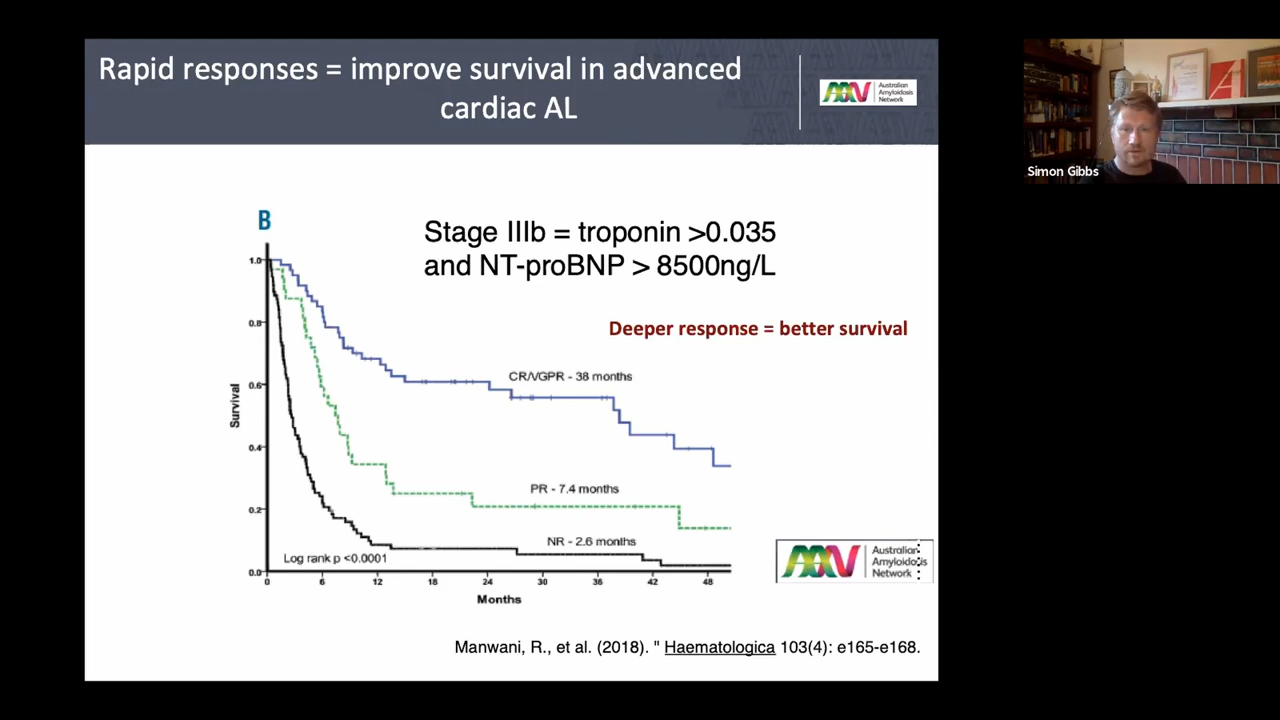 Rapid responses = improve survival in advanced
cardiac AL
Australian
Amyloidosis
Network
Simon Gibbs
B
Stage IIIb = troponin >0.035
and NT-proBNP > 8500ng/L
Deeper response = better survival
1.0
0.8
0.6
0.4
0.2
0.0
Survival
CR/VGPR - 38 months
PR - 7.4 months
NR - 2.6 months
Log rank p <0.0001
0 6 12 18 24 30 36 42 48
Months
Australian
Amyloidosis
Network
Manwani, R., et al. (2018). " Haematologica 103(4): e165-e168.